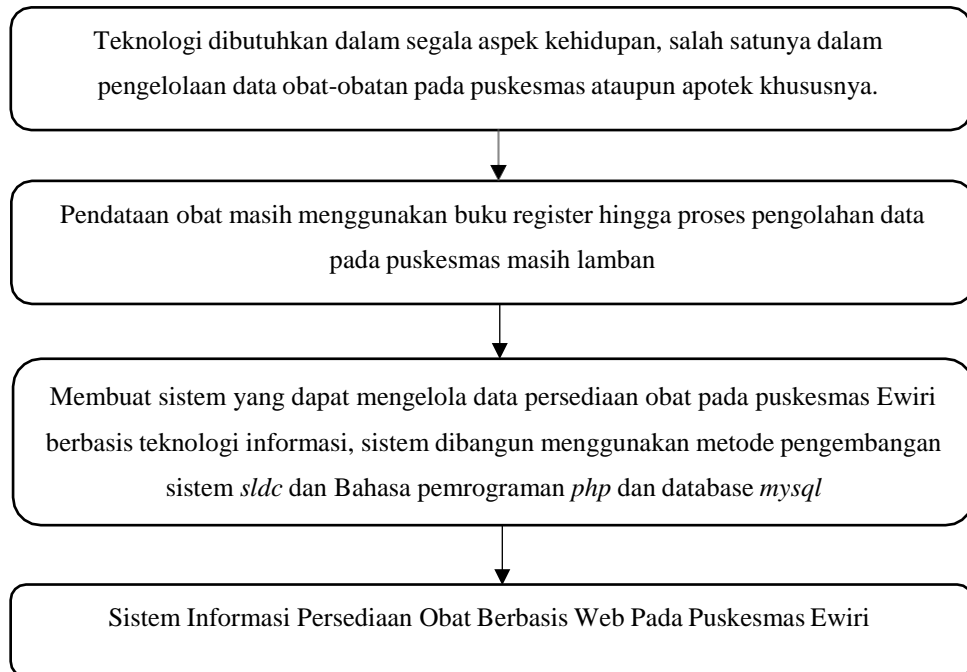 Teknologi dibutuhkan dalam segala aspek kehidupan, salah satunya dalam
pengelolaan data obat-obatan pada puskesmas ataupun apotek khususnya.
Pendataan obat masih menggunakan buku register hingga proses pengolahan data
pada puskesmas masih lamban
Membuat sistem yang dapat mengelola data persediaan obat pada puskesmas Ewiri
berbasis teknologi informasi, sistem dibangun menggunakan metode pengembangan
sistem sldc dan Bahasa pemrograman php dan database mysql
Sistem Informasi Persediaan Obat Berbasis Web Pada Puskesmas Ewiri